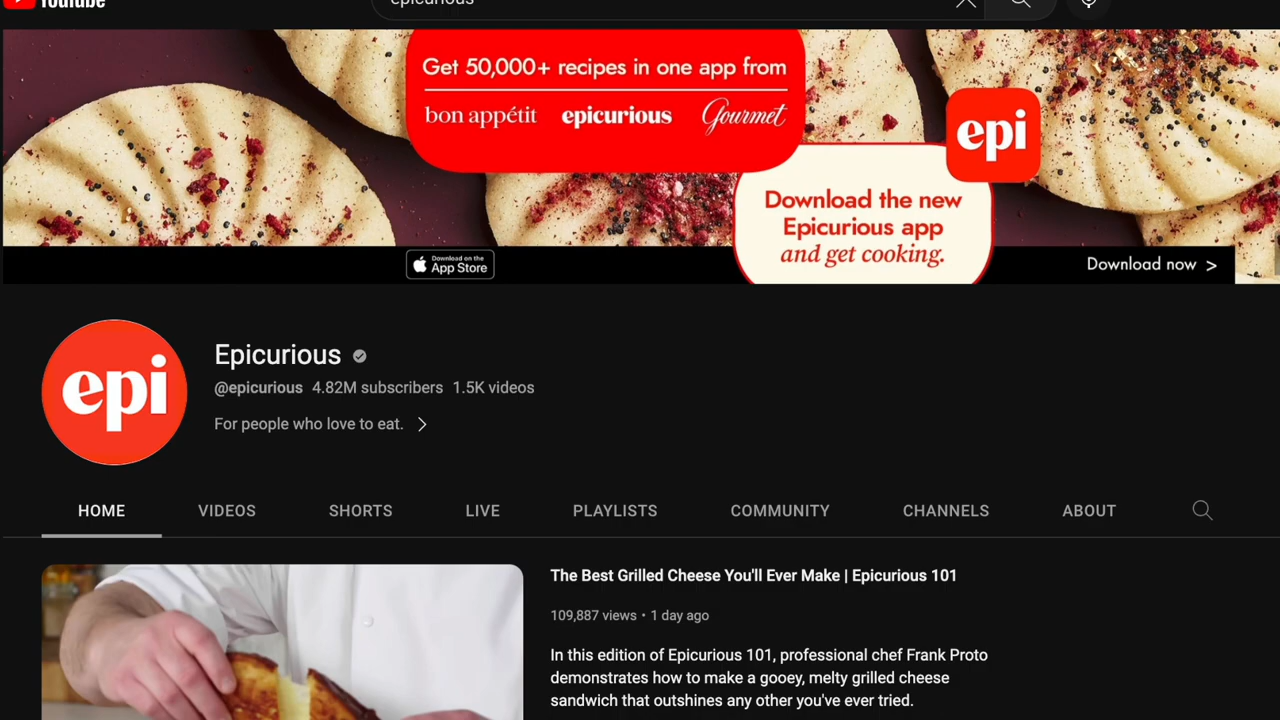 YouTube
epicurious
Get 50,000+ recipes in one app from
bon appétit epicurious Gourmet
epi
Download the new
Epicurious app
and get cooking.
Download on the
App Store
Download now >
epi
Epicurious
@epicurious 4.82M subscribers 1.5K videos
For people who love to eat.
HOME VIDEOS SHORTS LIVE PLAYLISTS COMMUNITY CHANNELS ABOUT
The Best Grilled Cheese You'll Ever Make | Epicurious 101
109,887 views • 1 day ago
In this edition of Epicurious 101, professional chef Frank Proto
demonstrates how to make a gooey, melty grilled cheese
sandwich that outshines any other you've ever tried.